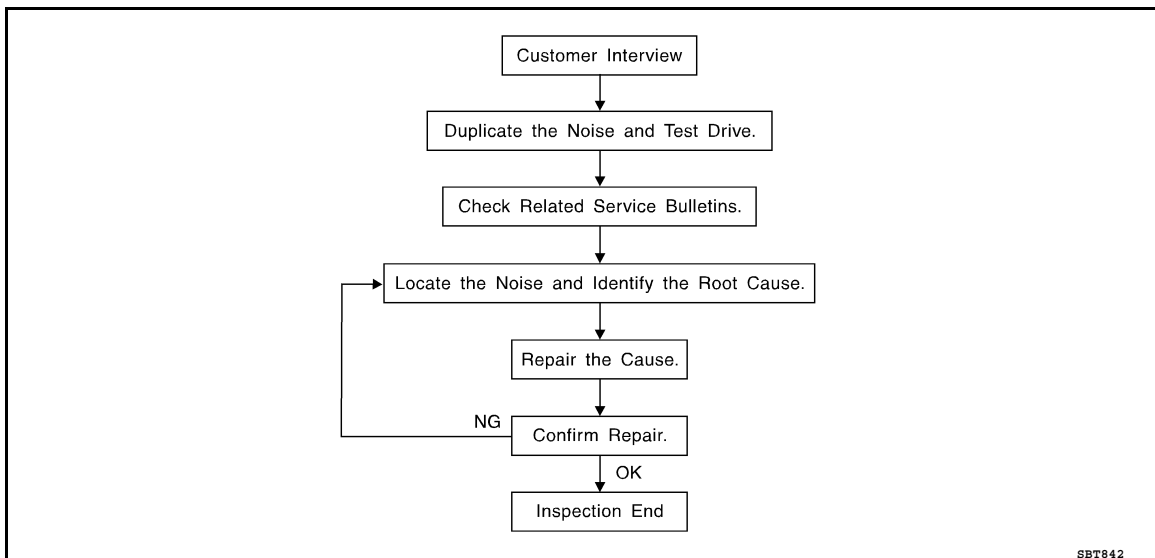 Customer Interview
Duplicate the Noise and Test Drive.
Check Related Service Bulletins.
Locate the Noise and Identify the Root Cause.
Repair the Cause.
NG
Confirm Repair.
OK
Inspection End
SBT842